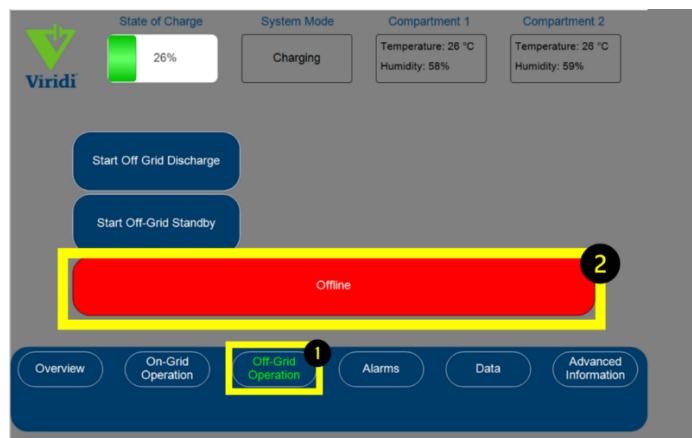 State of Charge
System Mode
Compartment 1
Compartment 2
Viridi
26%
Charging
Temperature: 26 °C
Humidity: 58%
Temperature: 26 °C
Humidity: 59%
Start Off Grid Discharge
Start Off-Grid Standby
2
Offline
1
Overview
On-Grid
Operation
Off-Grid
Operation
Alarms
Data
Advanced
Information